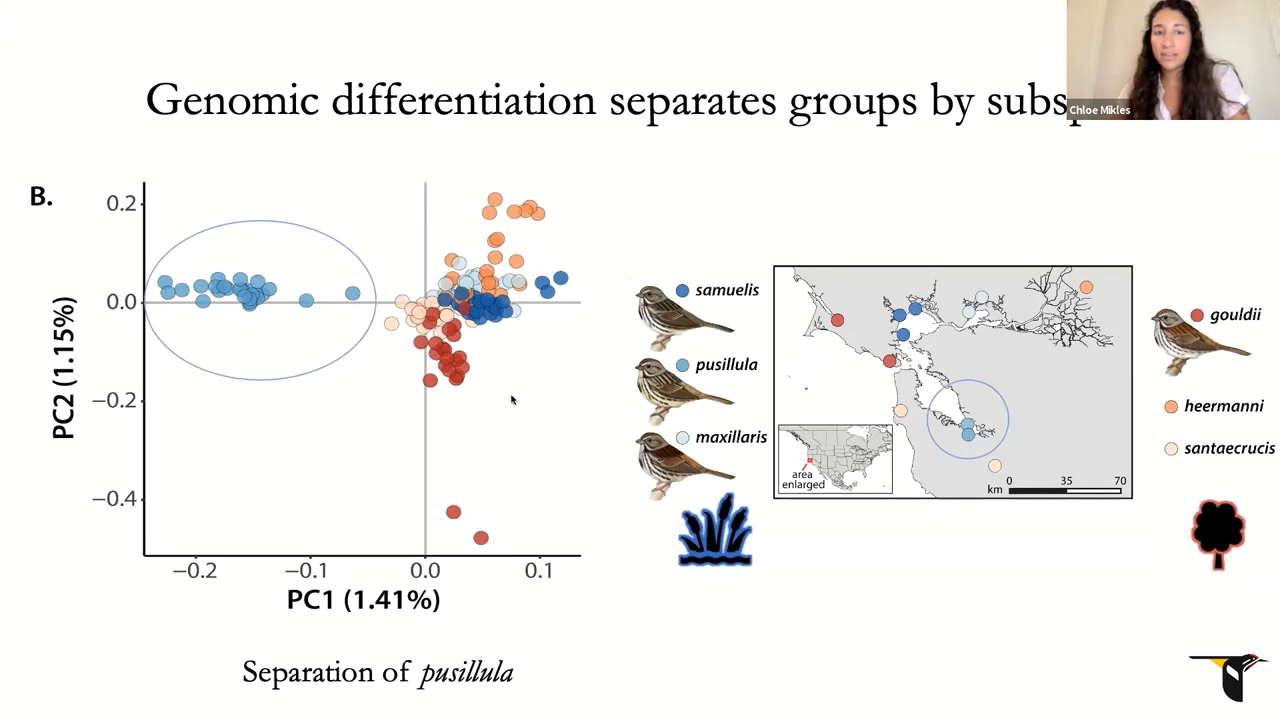 Genomic differentiation separates groups by subsp
Chloe Mikles
B.
0.2
0.0
−0.2
−0.4
PC2 (1.15%)
−0.2
−0.1
0.0
0.1
PC1 (1.41%)
Separation of pusillula
samuelis
pusillula
maxillaris
area
enlarged
km
0
35
70
gouldii
heermanni
santaecrucis